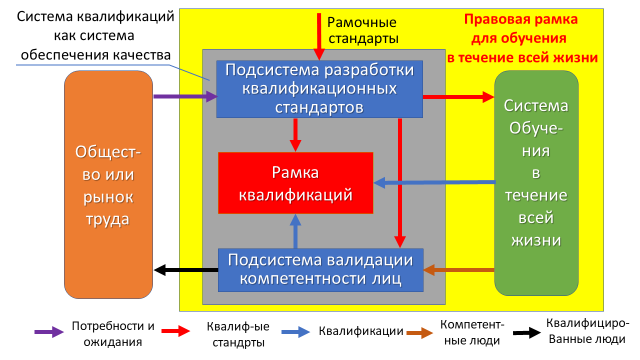 Система квалификаций
как система
обеспечения качества
Рамочные
стандарты
Правовая рамка
для обучения
в течение всей жизни
Подсистема разработки
квалификационных
стандартов
Общест-
во или
рынок
труда
Рамка
квалификаций
Система
Обуче-
ния
в
течение
всей
жизни
Подсистема валидации
компетентности лиц
Потребности и
ожидания
Квалиф-ые
стандрты
Квалификации
Компетент-
ные люди
Квалифициро-
Ванные люди